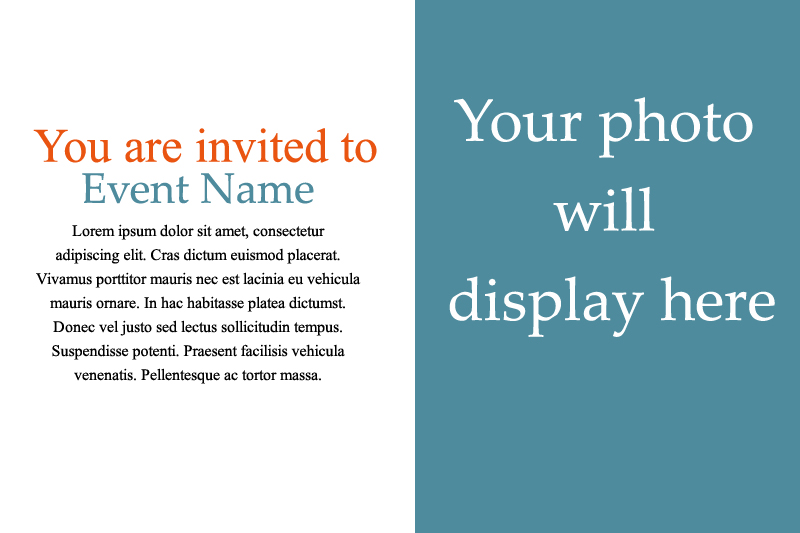 You are invited to
Event Name
Lorem ipsum dolor sit amet, consectetur
adipiscing elit. Cras dictum euismod placerat.
Vivamus porttitor mauris nec est lacinia eu vehicula
mauris ornare. In hac habitasse platea dictumst.
Donec vel justo sed lectus sollicitudin tempus.
Suspendisse potenti. Praesent facilisis vehicula
venenatis. Pellentesque ac tortor massa.
Your photo
will
display here